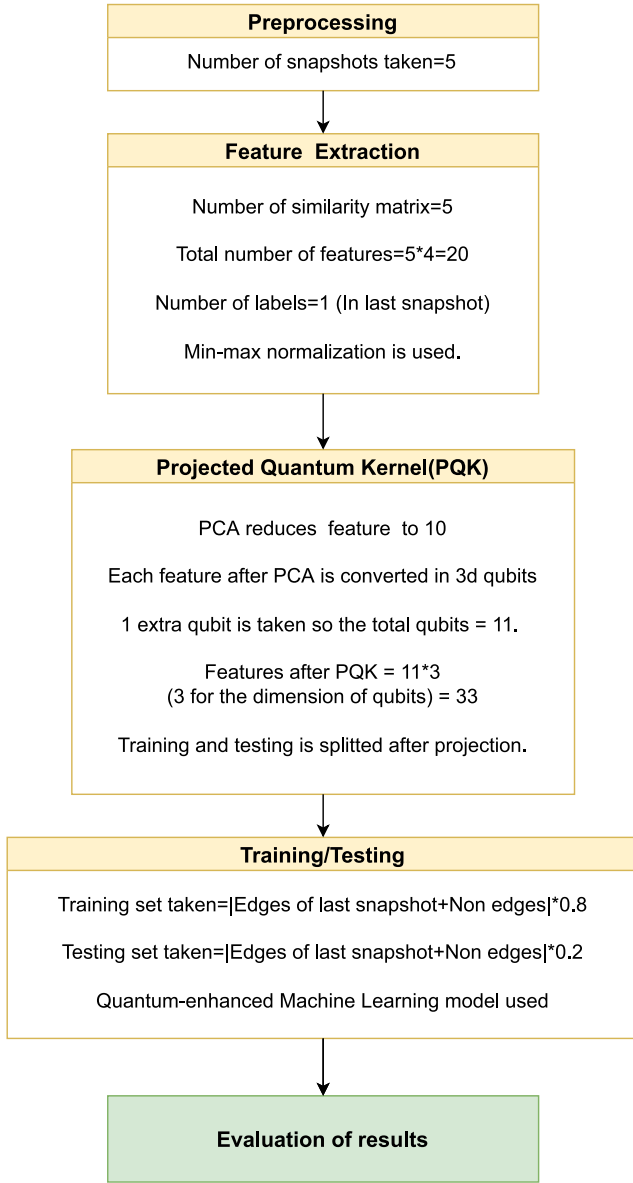 Preprocessing
Number of snapshots taken=5
Feature Extraction
Number of similarity matrix=5
Total number of features=5*4=20
Number of labels=1 (In last snapshot)
Min-max normalization is used.
Projected Quantum Kernel(PQK)
PCA reduces feature to 10
Each feature after PCA is converted in 3d qubits
1 extra qubit is taken so the total qubits = 11.
Features after PQK = 11*3
(3 for the dimension of qubits) = 33
Training and testing is splitted after projection.
Training/Testing
Training set taken=|Edges of last snapshot+Non edges|*0.8
Testing set taken=|Edges of last snapshot+Non edges|*0.2
Quantum-enhanced Machine Learning model used
Evaluation of results